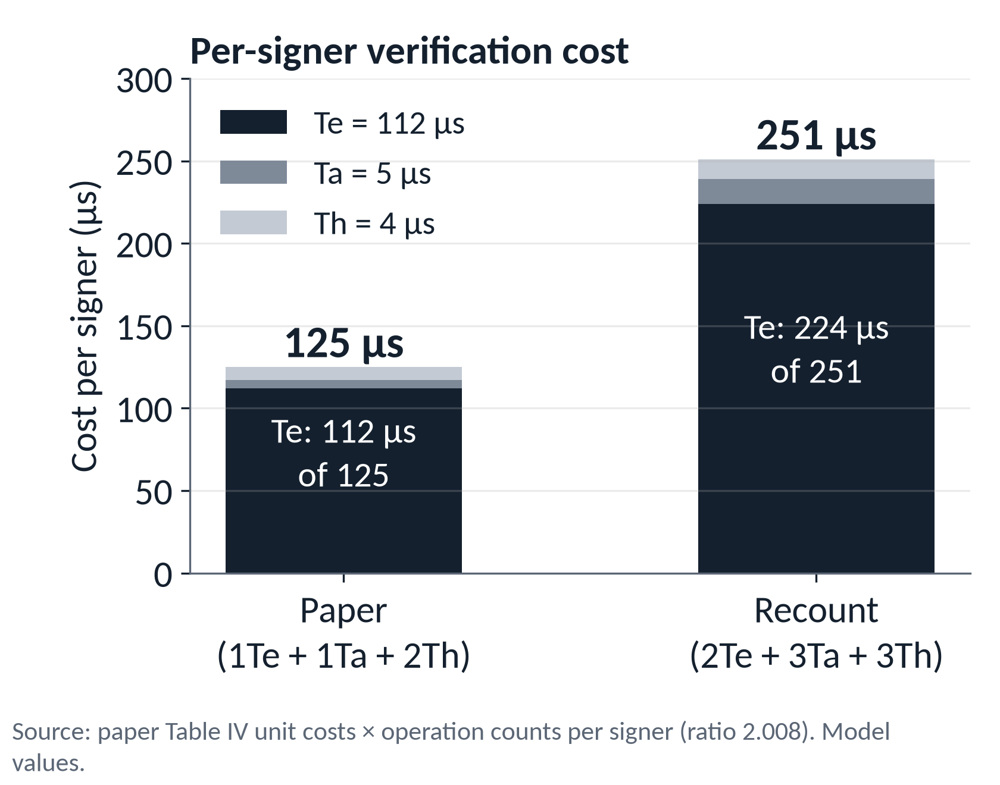 Per-signer verification cost
300
250
200
150
100
50
0
Cost per signer (µs)
Te = 112 µs
Ta = 5 µs
Th = 4 µs
125 µs
Te: 112 µs
of 125
251 µs
Te: 224 µs
of 251
Paper
(1Te + 1Ta + 2Th)
Recount
(2Te + 3Ta + 3Th)
Source: paper Table IV unit costs × operation counts per signer (ratio 2.008). Model
values.